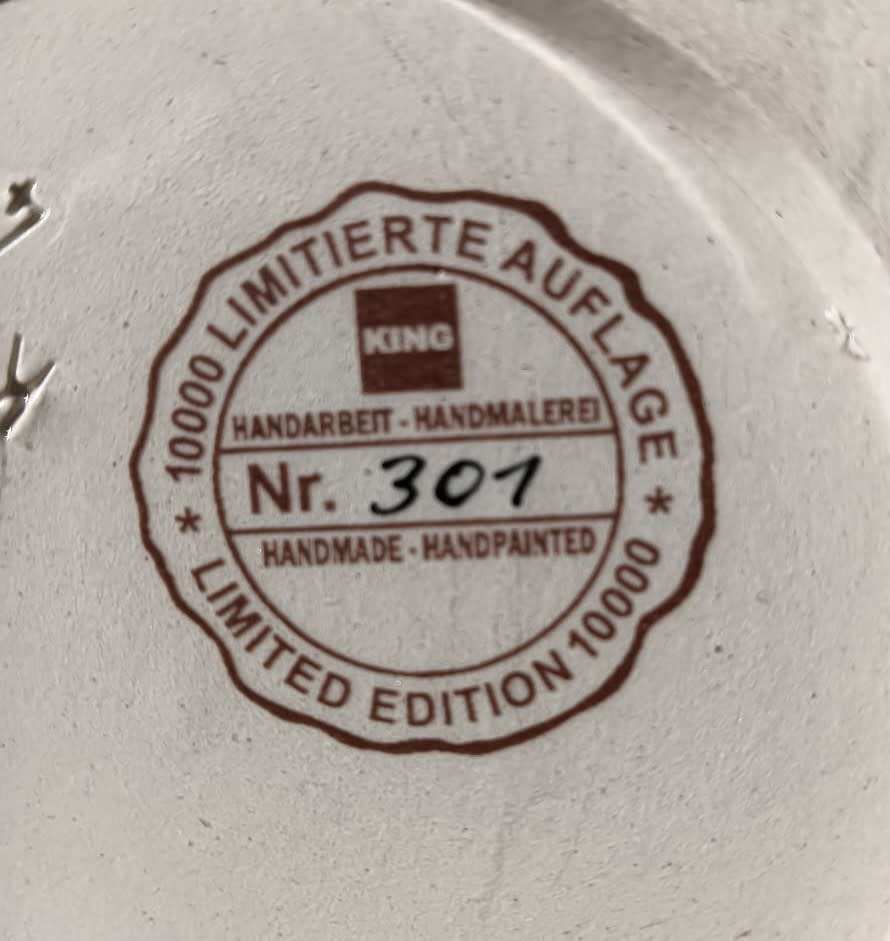 10000 LIMITIERTE AUFLAGE
KING
HANDARBEIT - HANDMALEREI
Nr. 301
HANDMADE - HANDPAINTED
* LIMITED EDITION 10000 *